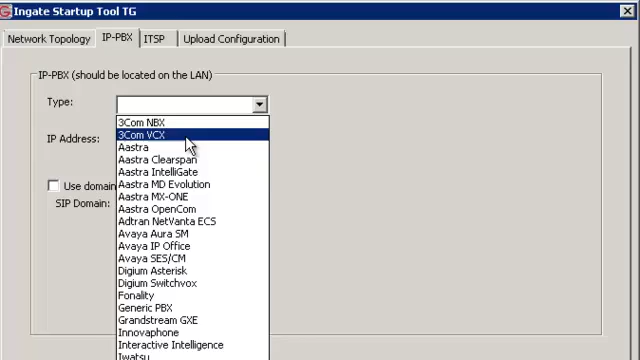 Ingate Startup Tool TG
Network Topology
IP-PBX
ITSP
Upload Configuration
IP-PBX (should be located on the LAN)
Type:
3Com NBX
3Com VCX
IP Address:
Aastra
Aastra Clearspan
Aastra IntelliGate
Use domain
Aastra MD Evolution
Aastra MX-ONE
SIP Domain:
Aastra OpenCom
Adtran NetVanta ECS
Avaya Aura SM
Avaya IP Office
Avaya SES/CM
Digium Asterisk
Digium Switchvox
Fonality
Generic PBX
Grandstream GXE
Innovaphone
Interactive Intelligence
Iwatsu